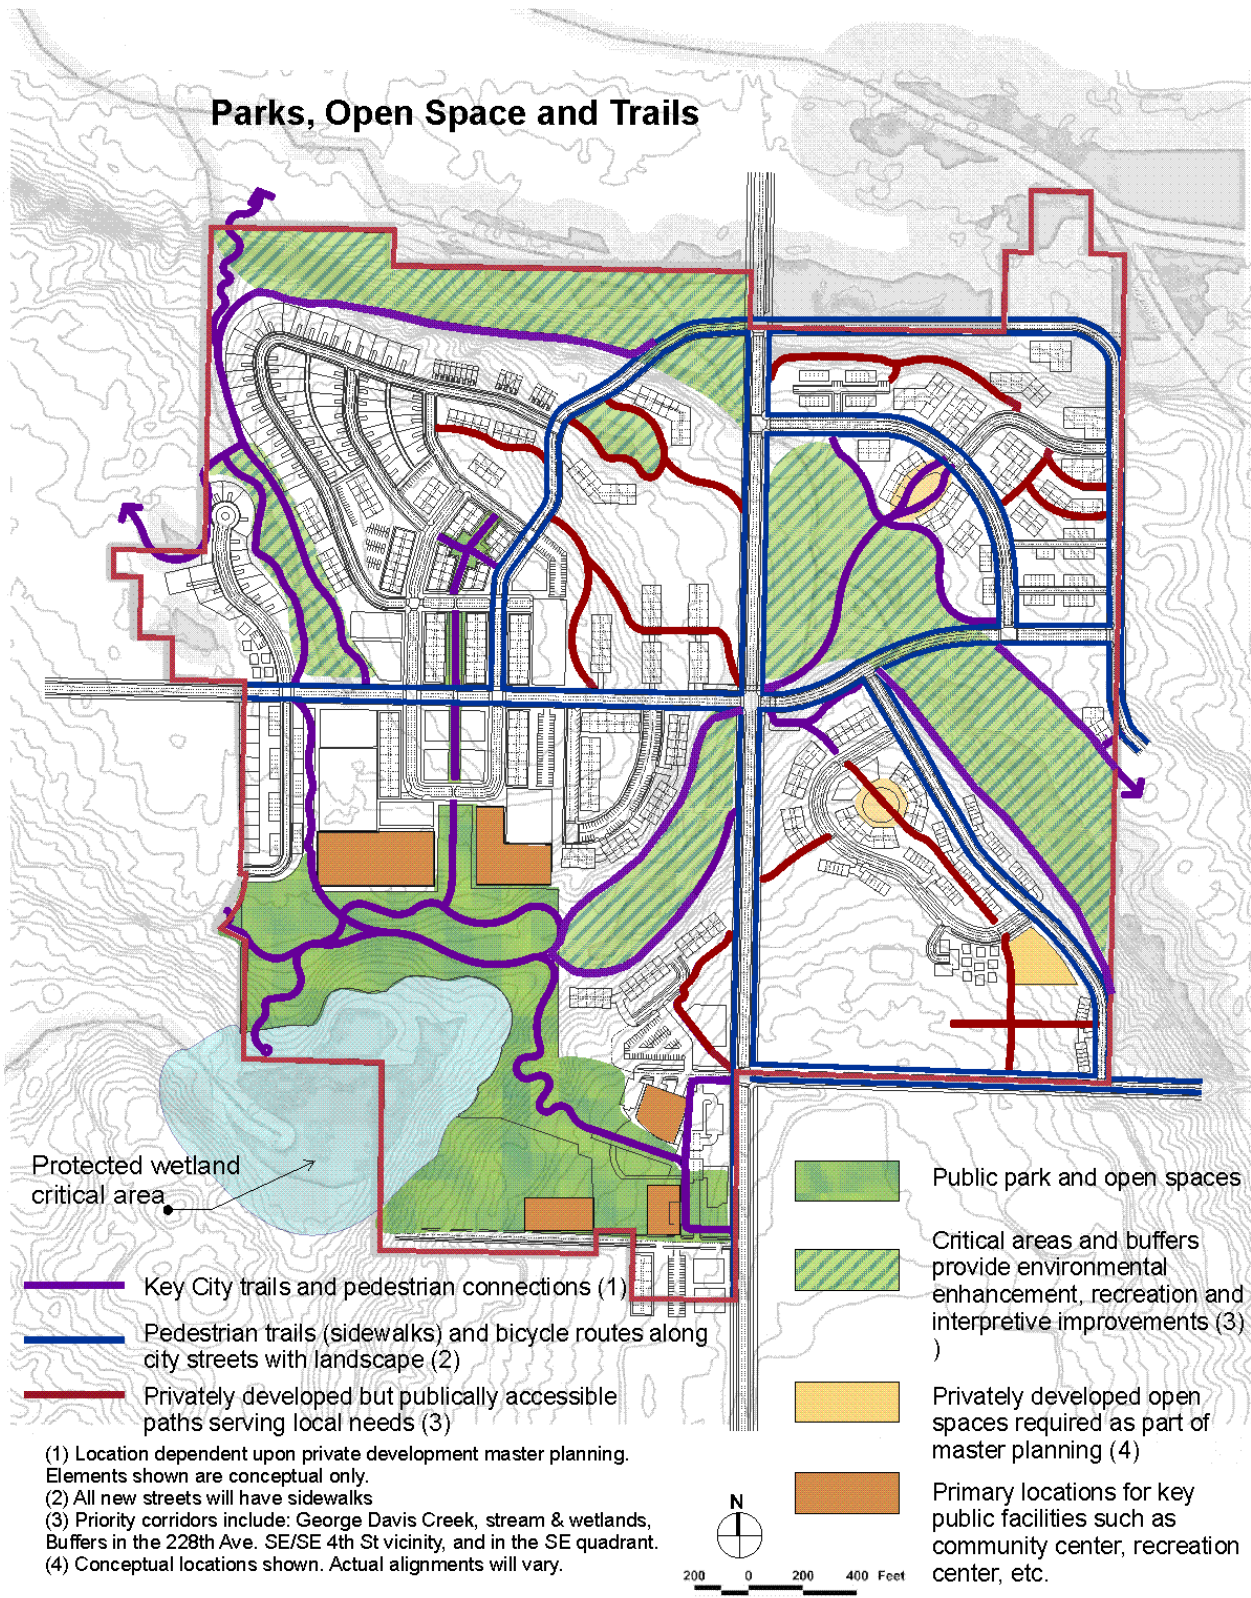 Parks, Open Space and Trails
Protected wetland
critical area
Key City trails and pedestrian connections (1)
Pedestrian trails (sidewalks) and bicycle routes along
city streets with landscape (2)
Privately developed but publically accessible
paths serving local needs (3)
(1) Location dependent upon private development master planning.
Elements shown are conceptual only.
(2) All new streets will have sidewalks
(3) Priority corridors include: George Davis Creek, stream & wetlands,
Buffers in the 228th Ave. SE/SE 4th St vicinity, and in the SE quadrant.
(4) Conceptual locations shown. Actual alignments will vary.
N
200 0 200 400 Feet
Public park and open spaces
Critical areas and buffers
provide environmental
enhancement, recreation and
interpretive improvements (3)
)
Privately developed open
spaces required as part of
master planning (4)
Primary locations for key
public facilities such as
community center, recreation
center, etc.